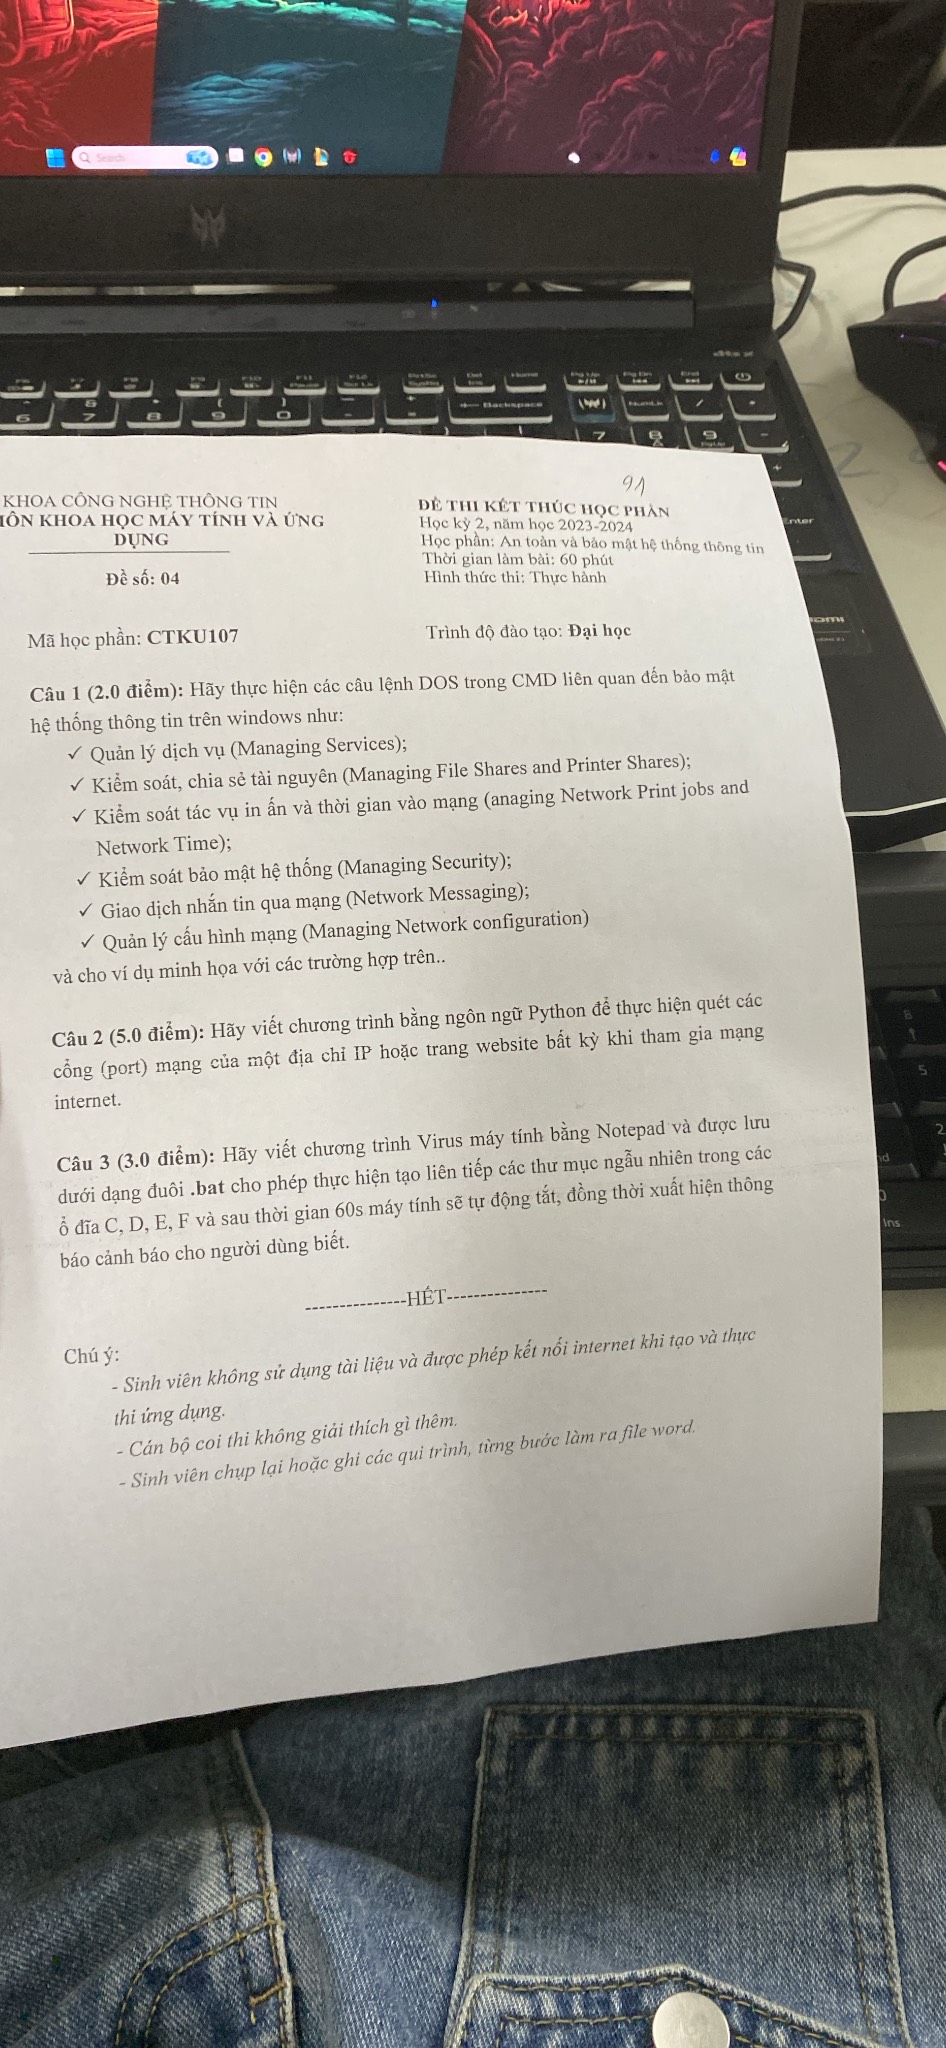 Search
91
KHOA CÔNG NGHỆ THÔNG TIN
MÔN KHOA HỌC MÁY TÍNH VÀ ỨNG
DỤNG
Đề số: 04
Mã học phần: CTKU107
ĐỀ THI KẾT THÚC HỌC PHẦN
Học kỳ 2, năm học 2023-2024
Học phần: An toàn và bảo mật hệ thống thông tin
Thời gian làm bài: 60 phút
Hình thức thi: Thực hành
Trình độ đào tạo: Đại học
Câu 1 (2.0 điểm): Hãy thực hiện các câu lệnh DOS trong CMD liên quan đến bảo mật
hệ thống thông tin trên windows như:
✓ Quản lý dịch vụ (Managing Services);
✓ Kiểm soát, chia sẻ tài nguyên (Managing File Shares and Printer Shares);
✓ Kiểm soát tác vụ in ấn và thời gian vào mạng (anaging Network Print jobs and
Network Time);
✓ Kiểm soát bảo mật hệ thống (Managing Security);
✓ Giao dịch nhắn tin qua mạng (Network Messaging);
✓ Quản lý cấu hình mạng (Managing Network configuration)
và cho ví dụ minh họa với các trường hợp trên..
Câu 2 (5.0 điểm): Hãy viết chương trình bằng ngôn ngữ Python để thực hiện quét các
cổng (port) mạng của một địa chỉ IP hoặc trang website bất kỳ khi tham gia mạng
internet.
Câu 3 (3.0 điểm): Hãy viết chương trình Virus máy tính bằng Notepad và được lưu
dưới dạng đuôi .bat cho phép thực hiện tạo liên tiếp các thư mục ngẫu nhiên trong các
ổ đĩa C, D, E, F và sau thời gian 60s máy tính sẽ tự động tắt, đồng thời xuất hiện thông
báo cảnh báo cho người dùng biết.
---------------HẾT---------------
Chú ý:
- Sinh viên không sử dụng tài liệu và được phép kết nối internet khi tạo và thực
thi ứng dụng.
- Cán bộ coi thi không giải thích gì thêm.
- Sinh viên chụp lại hoặc ghi các qui trình, từng bước làm ra file word.